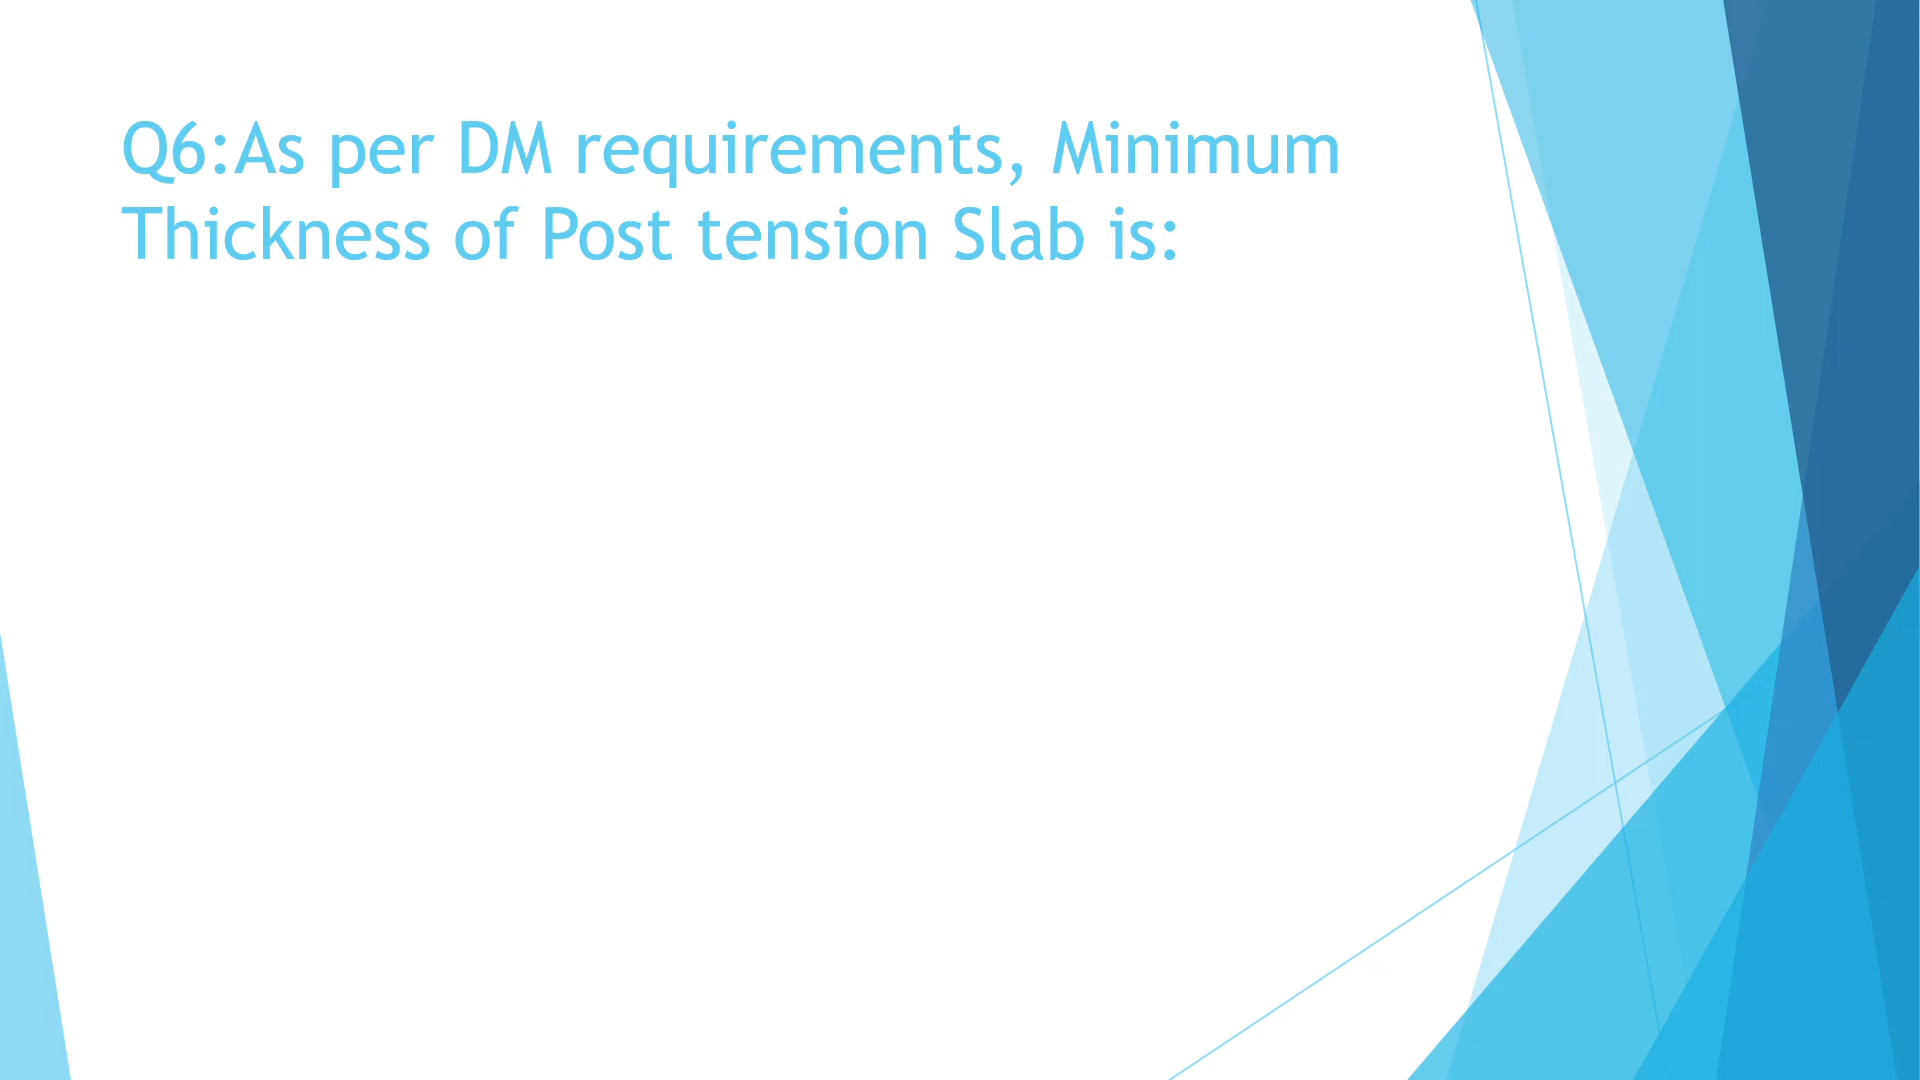 Q6:As per DM requirements, Minimum
Thickness of Post tension Slab is: